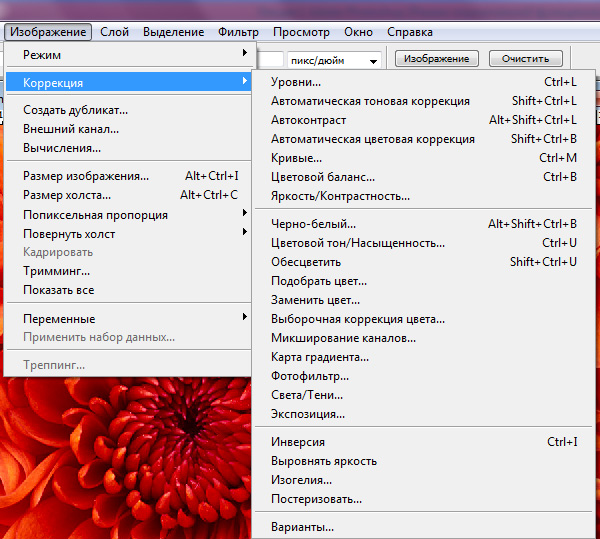 Изображение Слой Выделение Фильтр Просмотр Окно Справка
пикс/дюйм Изображение Очистить
Режим
Коррекция
Создать дубликат...
Внешний канал...
Вычисления...
Размер изображения... Alt+Ctrl+I
Размер холста... Alt+Ctrl+C
Попиксельная пропорция
Повернуть холст
Кадрировать
Тримминг...
Показать все
Переменные
Применить набор данных...
Треппинг...
Уровни... Ctrl+L
Автоматическая тоновая коррекция Shift+Ctrl+L
Автоконтраст Alt+Shift+Ctrl+L
Автоматическая цветовая коррекция Shift+Ctrl+B
Кривые... Ctrl+M
Цветовой баланс... Ctrl+B
Яркость/Контрастность...
Черно-белый... Alt+Shift+Ctrl+B
Цветовой тон/Насыщенность... Ctrl+U
Обесцветить Shift+Ctrl+U
Подобрать цвет...
Заменить цвет...
Выборочная коррекция цвета...
Микширование каналов...
Карта градиента...
Фотофильтр...
Света/Тени...
Экспозиция...
Инверсия Ctrl+I
Выровнять яркость
Изогелия...
Постеризовать...
Варианты...